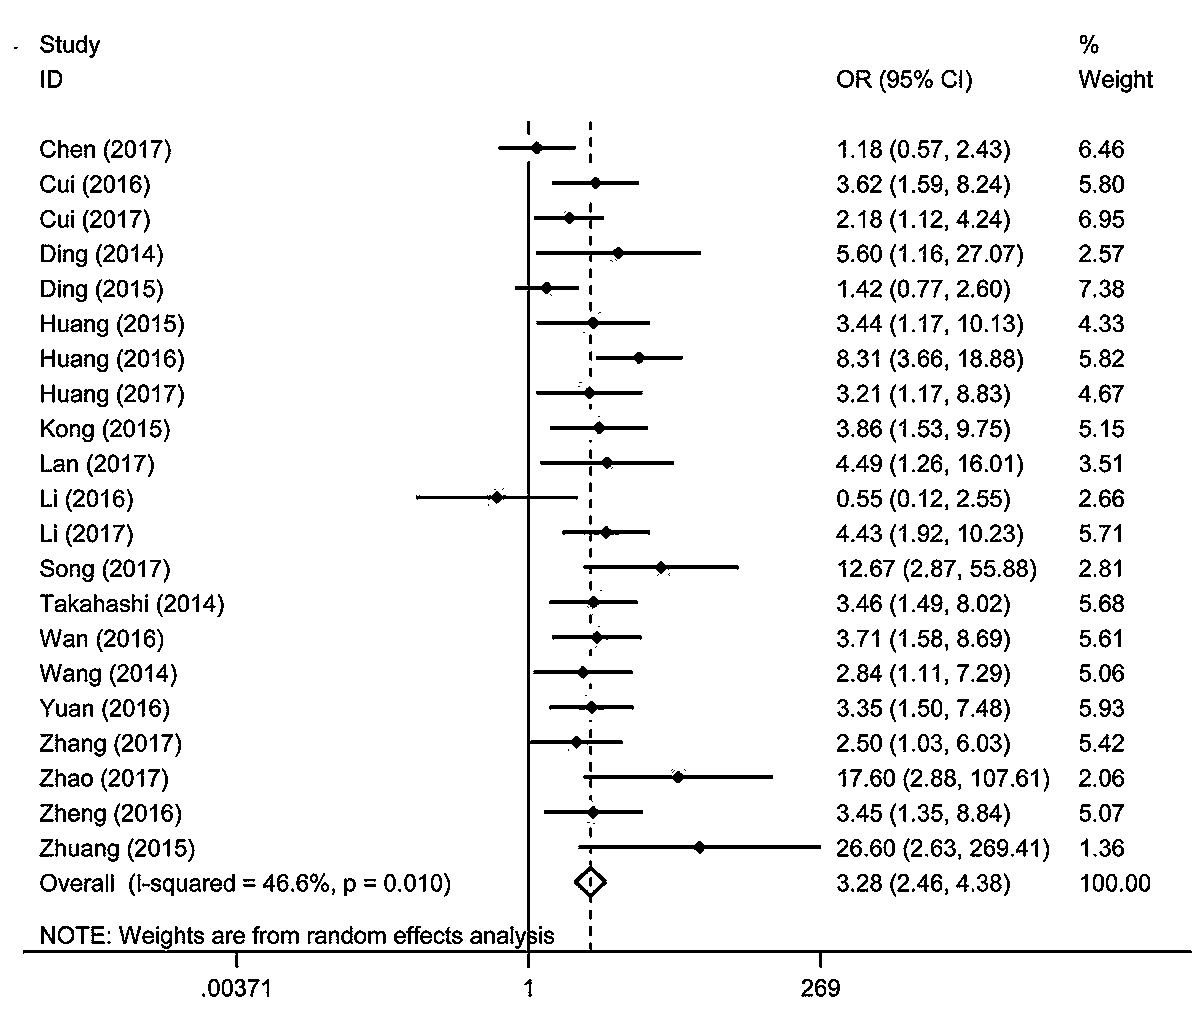 Study %
ID OR (95% CI) Weight
Chen (2017) 1.18 (0.57, 2.43) 6.46
Cui (2016) 3.62 (1.59, 8.24) 5.80
Cui (2017) 2.18 (1.12, 4.24) 6.95
Ding (2014) 5.60 (1.16, 27.07) 2.57
Ding (2015) 1.42 (0.77, 2.60) 7.38
Huang (2015) 3.44 (1.17, 10.13) 4.33
Huang (2016) 8.31 (3.66, 18.88) 5.82
Huang (2017) 3.21 (1.17, 8.83) 4.67
Kong (2015) 3.86 (1.53, 9.75) 5.15
Lan (2017) 4.49 (1.26, 16.01) 3.51
Li (2016) 0.55 (0.12, 2.55) 2.66
Li (2017) 4.43 (1.92, 10.23) 5.71
Song (2017) 12.67 (2.87, 55.88) 2.81
Takahashi (2014) 3.46 (1.49, 8.02) 5.68
Wan (2016) 3.71 (1.58, 8.69) 5.61
Wang (2014) 2.84 (1.11, 7.29) 5.06
Yuan (2016) 3.35 (1.50, 7.48) 5.93
Zhang (2017) 2.50 (1.03, 6.03) 5.42
Zhao (2017) 17.60 (2.88, 107.61) 2.06
Zheng (2016) 3.45 (1.35, 8.84) 5.07
Zhuang (2015) 26.60 (2.63, 269.41) 1.36
Overall (I-squared = 46.6%, p = 0.010) 3.28 (2.46, 4.38) 100.00
NOTE: Weights are from random effects analysis
.00371 1 269